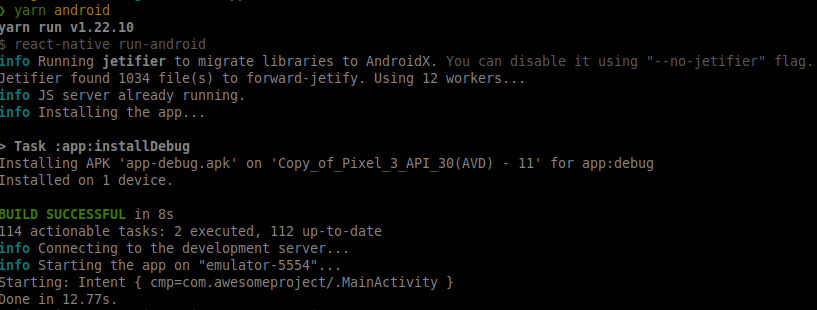 ❯ yarn android
yarn run v1.22.10
$ react-native run-android
info Running jetifier to migrate libraries to AndroidX. You can disable it using "--no-jetifier" flag.
Jetifier found 1034 file(s) to forward-jetify. Using 12 workers...
info JS server already running.
info Installing the app...
> Task :app:installDebug
Installing APK 'app-debug.apk' on 'Copy_of_Pixel_3_API_30(AVD) - 11' for app:debug
Installed on 1 device.
BUILD SUCCESSFUL in 8s
114 actionable tasks: 2 executed, 112 up-to-date
info Connecting to the development server...
info Starting the app on "emulator-5554"...
Starting: Intent { cmp=com.awesomeproject/.MainActivity }
Done in 12.77s.